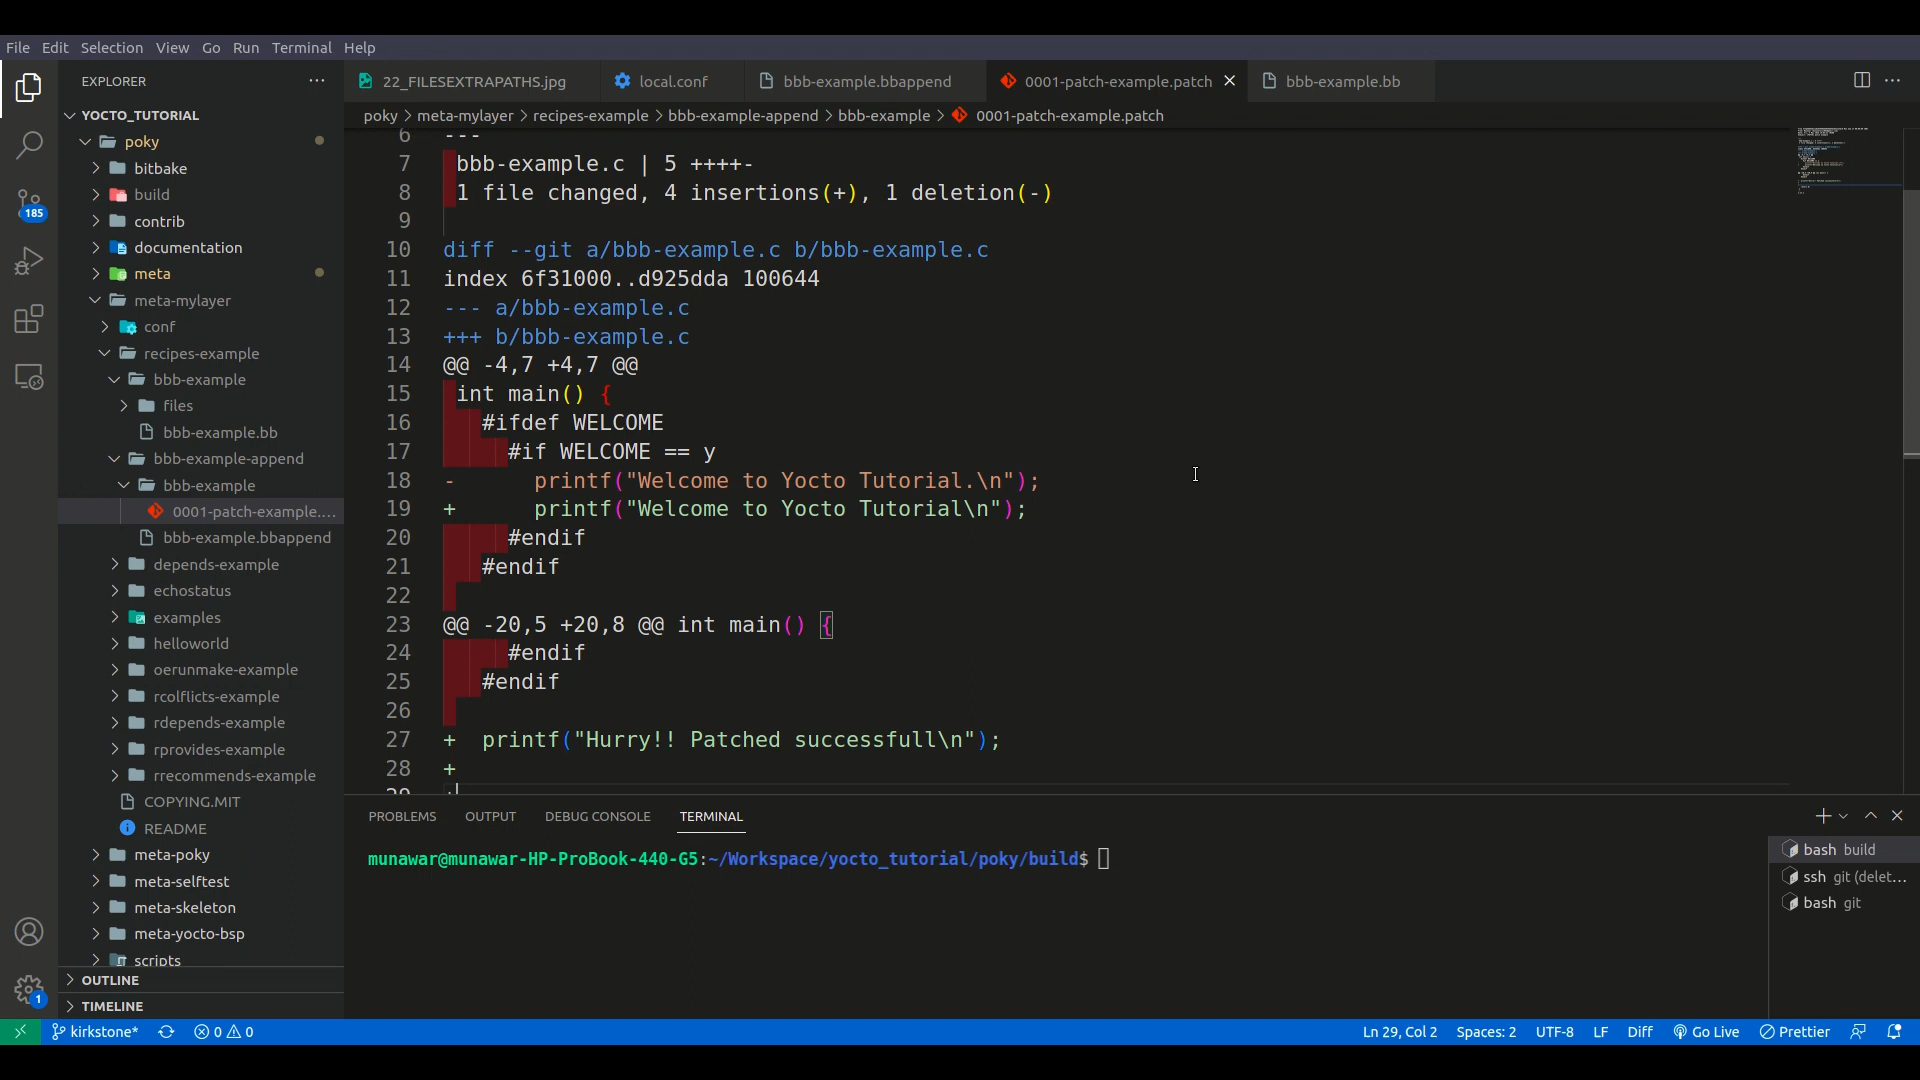 File Edit Selection View Go Run Terminal Help
EXPLORER
22_FILESEXTRAPATHS.jpg
local.conf
bbb-example.bbappend
0001-patch-example.patch
bbb-example.bb
poky > meta-mylayer > recipes-example > bbb-example-append > bbb-example > 0001-patch-example.patch
YOCTO_TUTORIAL
poky
bitbake
build
contrib
documentation
meta
meta-mylayer
conf
recipes-example
bbb-example
files
bbb-example.bb
bbb-example-append
bbb-example
0001-patch-example....
bbb-example.bbappend
depends-example
echostatus
examples
helloworld
oerunmake-example
rcolflicts-example
rdepends-example
rprovides-example
rrecommends-example
COPYING.MIT
README
meta-poky
meta-selftest
meta-skeleton
meta-yocto-bsp
scripts
OUTLINE
TIMELINE
185
1
6 ---
7 bbb-example.c | 5 ++++-
8 1 file changed, 4 insertions(+), 1 deletion(-)
9
10 diff --git a/bbb-example.c b/bbb-example.c
11 index 6f31000..d925dda 100644
12 --- a/bbb-example.c
13 +++ b/bbb-example.c
14 @@ -4,7 +4,7 @@
15 int main() {
16 #ifdef WELCOME
17 #if WELCOME == y
18 - printf("Welcome to Yocto Tutorial.\n");
19 + printf("Welcome to Yocto Tutorial\n");
20 #endif
21 #endif
22
23 @@ -20,5 +20,8 @@ int main() {
24 #endif
25 #endif
26
27 + printf("Hurry!! Patched successfull\n");
28 +
29
PROBLEMS OUTPUT DEBUG CONSOLE TERMINAL
munawar@munawar-HP-ProBook-440-G5:~/Workspace/yocto_tutorial/poky/build$
bash build
ssh git (delet...
bash git
kirkstone* 0 0
Ln 29, Col 2 Spaces: 2 UTF-8 LF Diff Go Live Prettier